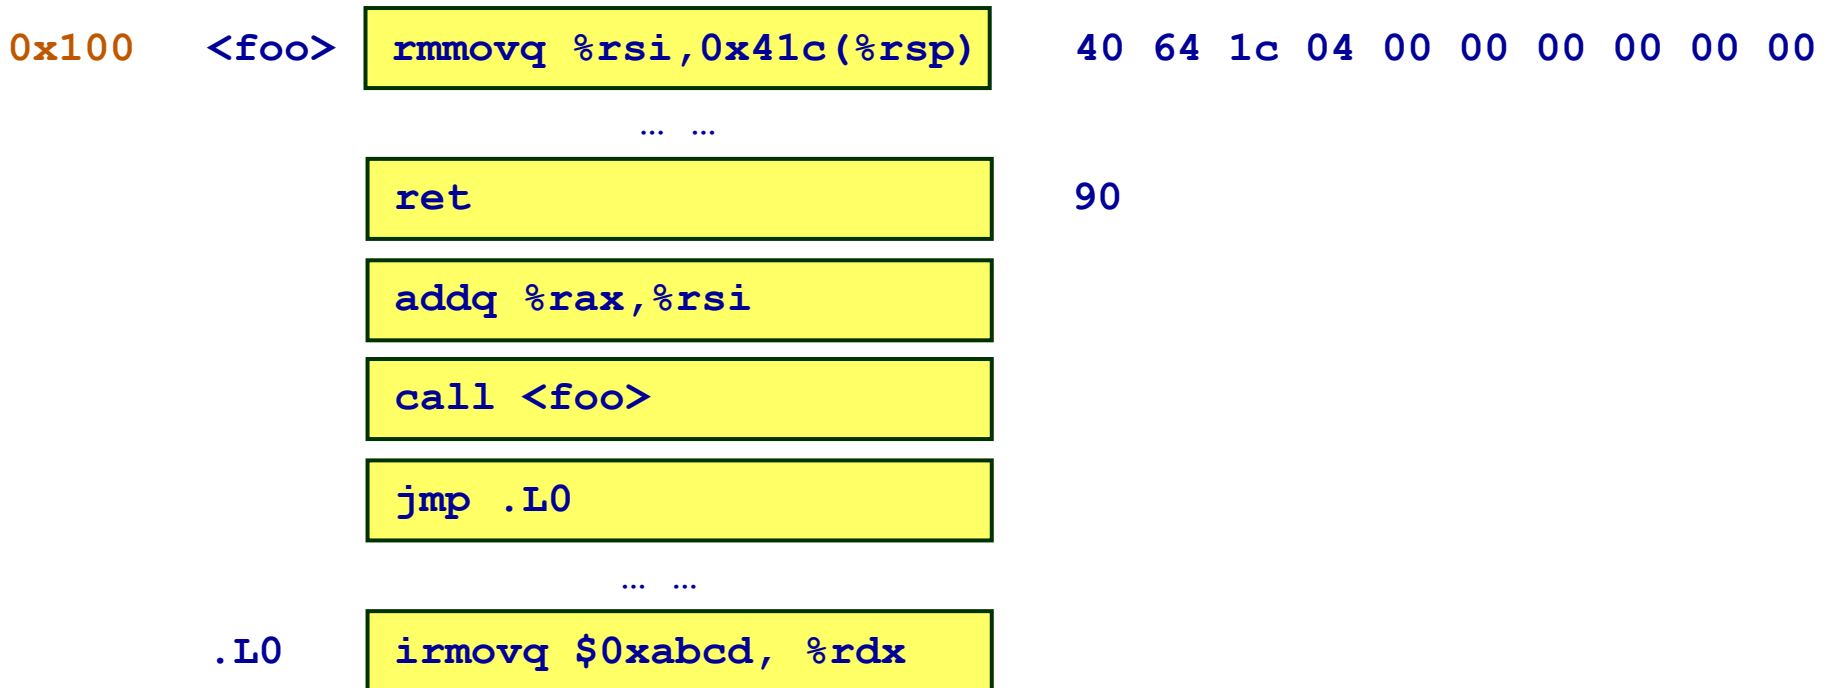 0x100 <foo> rmmovq %rsi,0x41c(%rsp) 40 64 1c 04 00 00 00 00 00 00
… …
ret 90
addq %rax,%rsi
call <foo>
jmp .L0
… …
.L0 irmovq $0xabcd, %rdx